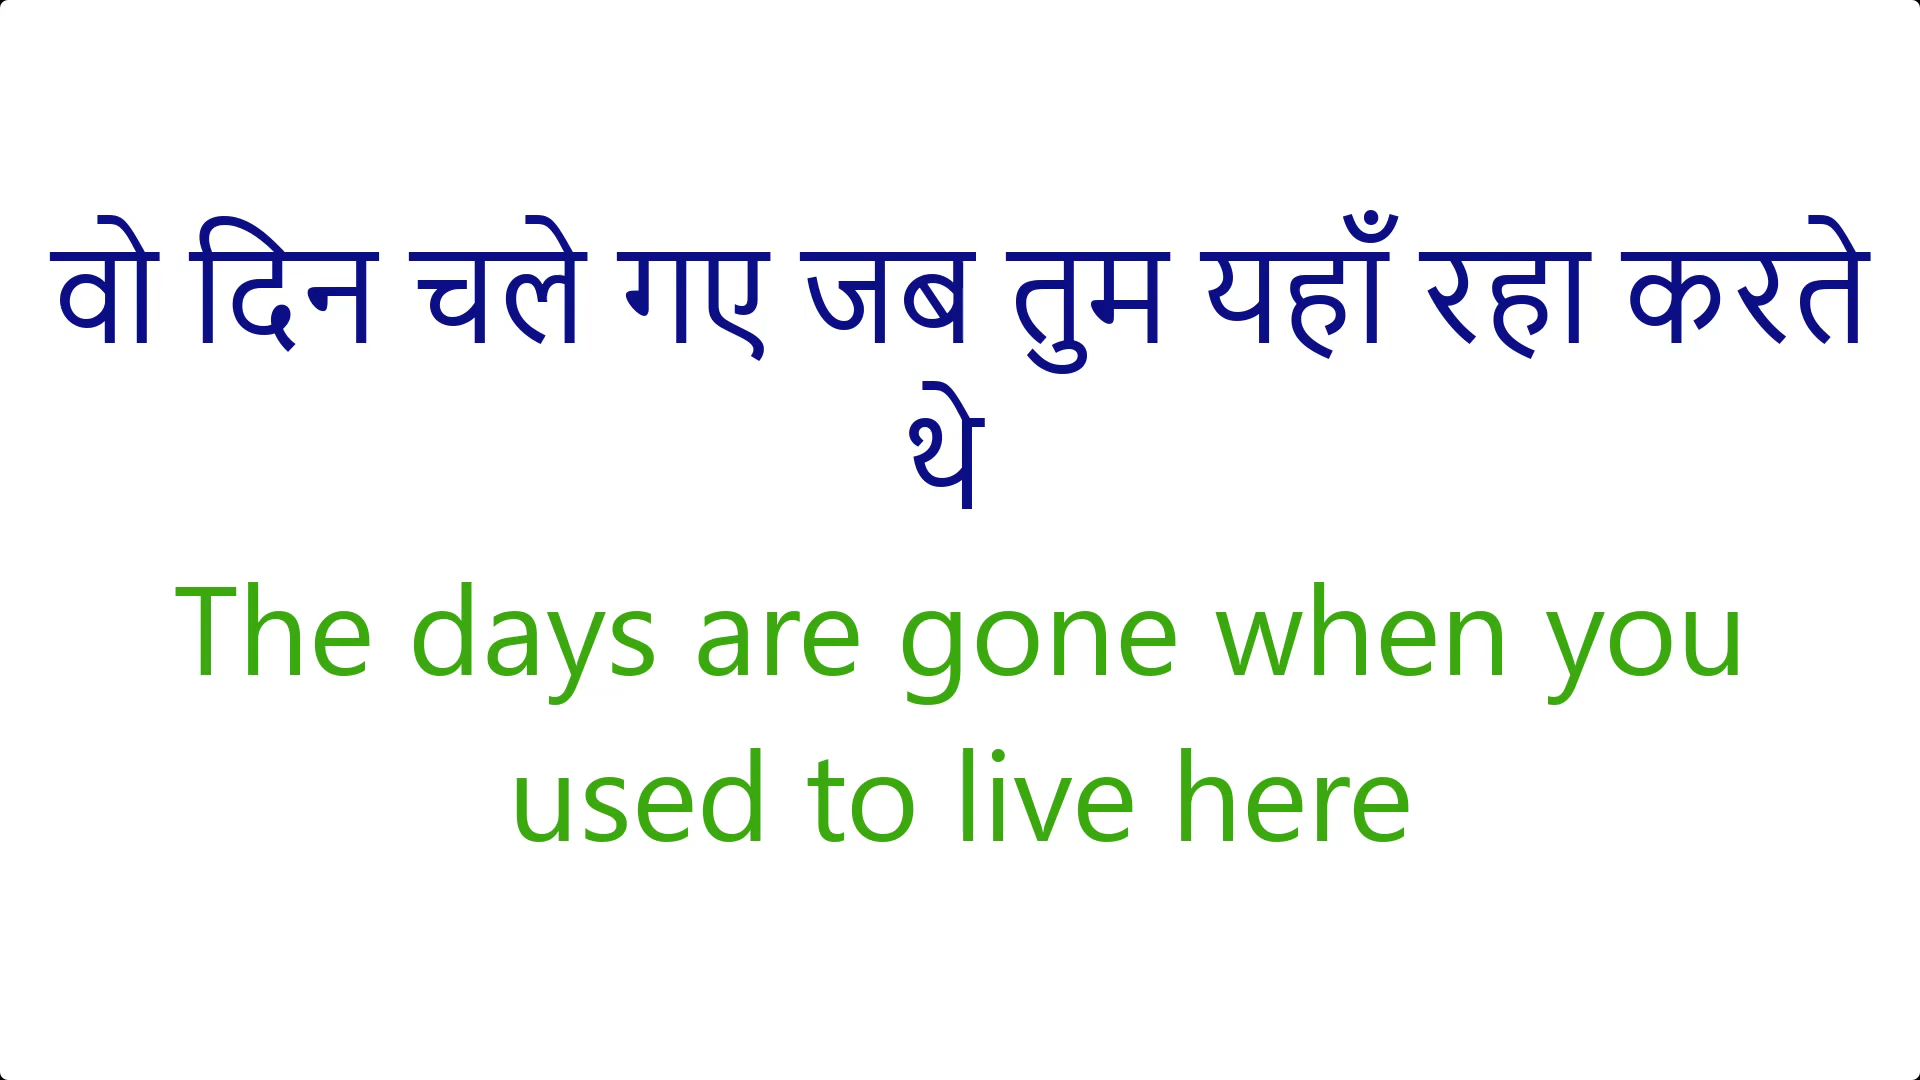 वो दिन चले गए जब तुम यहाँ रहा करते
थे
The days are gone when you
used to live here